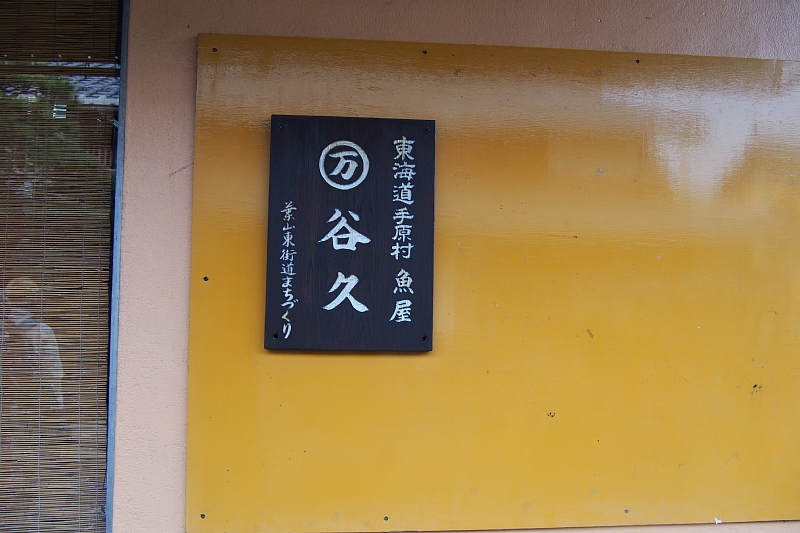 東海道手原村 魚屋
万 谷久
葉山東街道まちづくり